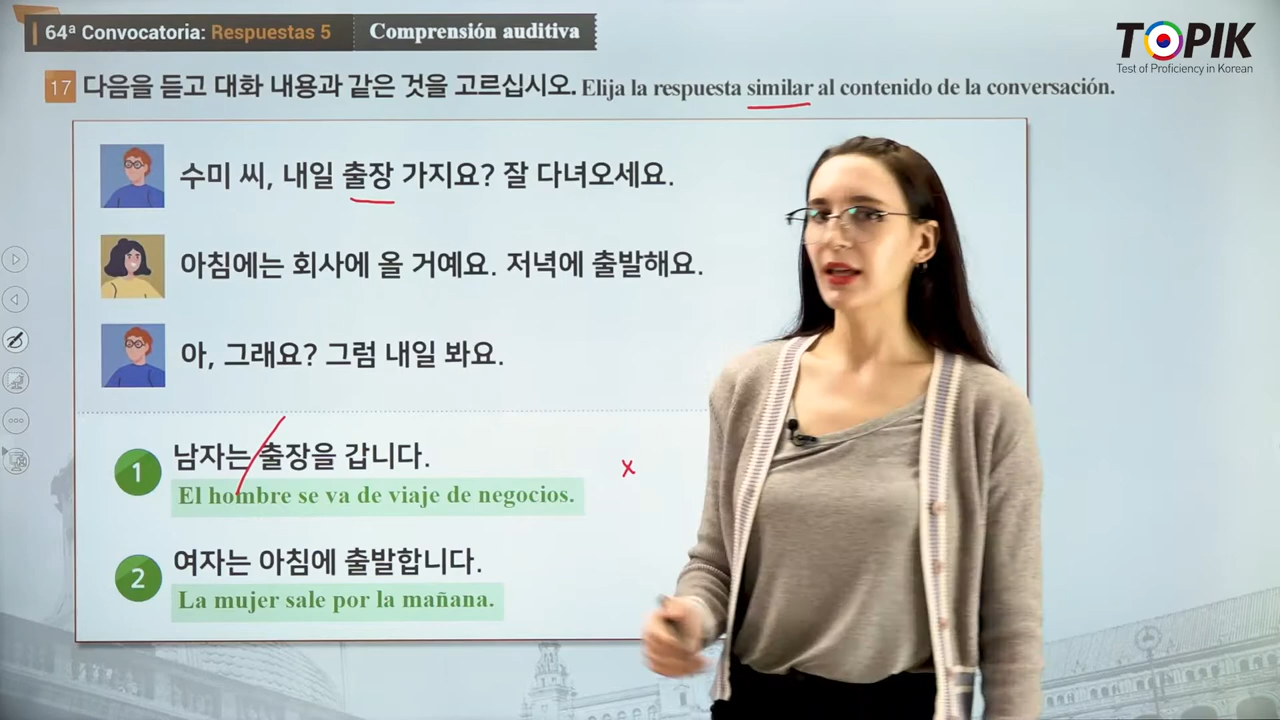 64ª Convocatoria: Respuestas 5 Comprensión auditiva
TOPIK
Test of Proficiency in Korean
17 다음을 듣고 대화 내용과 같은 것을 고르십시오. Elija la respuesta similar al contenido de la conversación.
수미 씨, 내일 출장 가지요? 잘 다녀오세요.
아침에는 회사에 올 거예요. 저녁에 출발해요.
아, 그래요? 그럼 내일 봐요.
1 남자는 출장을 갑니다.
El hombre se va de viaje de negocios.
x
2 여자는 아침에 출발합니다.
La mujer sale por la mañana.